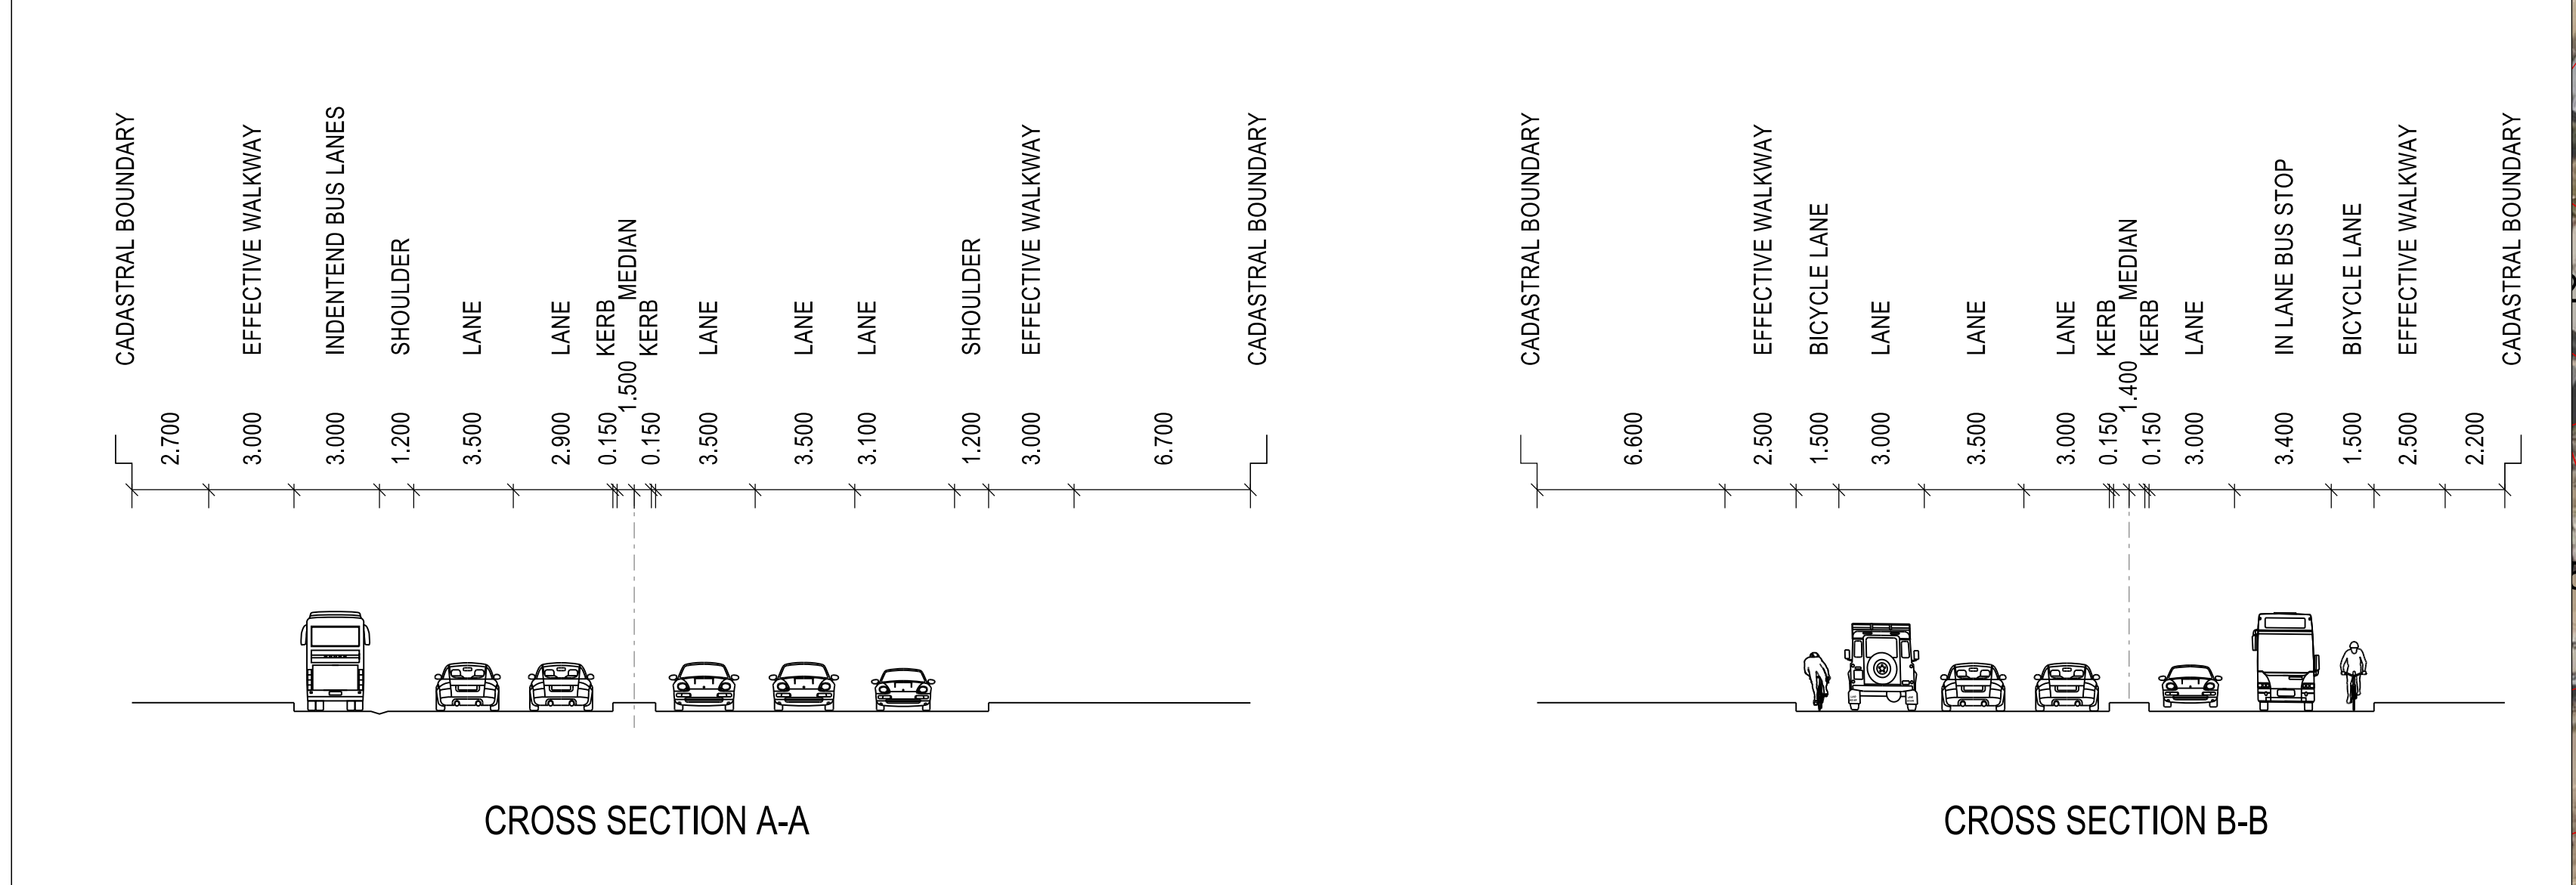 CADASTRAL BOUNDARY
2.700
EFFECTIVE WALKWAY
3.000
INDENTEND BUS LANES
3.000
SHOULDER
1.200
LANE
3.500
LANE
2.900
KERB
0.150
MEDIAN
1.500
KERB
0.150
LANE
3.500
LANE
3.500
LANE
3.100
SHOULDER
1.200
EFFECTIVE WALKWAY
3.000
6.700
CADASTRAL BOUNDARY
CROSS SECTION A-A
CADASTRAL BOUNDARY
6.600
EFFECTIVE WALKWAY
2.500
BICYCLE LANE
1.500
LANE
3.000
LANE
3.500
LANE
3.000
KERB
0.150
MEDIAN
1.400
KERB
0.150
LANE
3.000
IN LANE BUS STOP
3.400
BICYCLE LANE
1.500
EFFECTIVE WALKWAY
2.500
2.200
CADASTRAL BOUNDARY
CROSS SECTION B-B